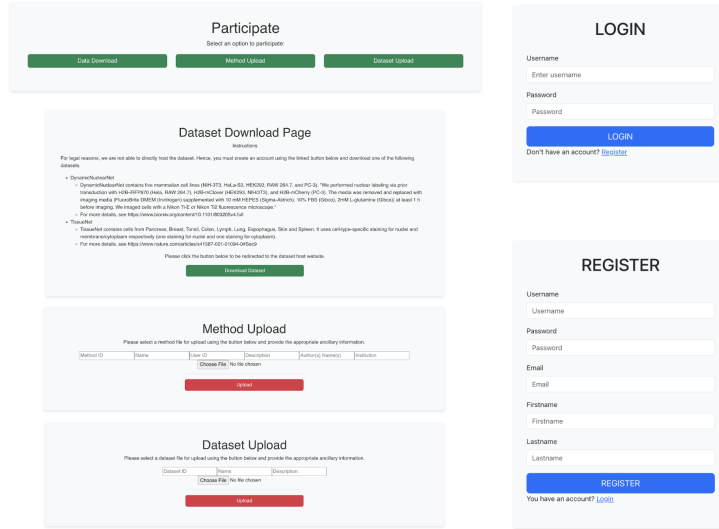 Participate
Select an option to participate:
Data Download
Method Upload
Dataset Upload
Dataset Download Page
Instructions
For legal reasons, we are not able to directly host the dataset. Hence, you must create an account using the linked button below and download one of the following
datasets.
DynamicNuclearNet
DynamicNuclearNet contains five mammalian cell lines (NIH-3T3, HeLa-S3, HEK293, RAW 264.7, and PC-3). "We performed nuclear labeling via prior
transduction with H2B-iRFP670 (Hela, RAW 264.7), H2B-mClover (HEK293, NIH/3T3), and H2B-mCherry (PC-3). The media was removed and replaced with
imaging media (FluoroBrite DMEM (Invitrogen) supplemented with 10 mM HEPES (Sigma-Aldrich), 10% FBS (Gibco), 2mM L-glutamine (Gibco)) at least 1 h
before imaging. We imaged cells with a Nikon Ti-E or Nikon Ti2 fluorescence microscope."
For more details, see https://www.biorxiv.org/content/10.1101/803205v4.full
TissueNet
TissueNet contains cells from Pancreas, Breast, Tonsil, Colon, Lymph, Lung, Esophagus, Skin and Spleen. It uses cell-type-specific staining for nuclei and
membrane/cytoplasm respectively (one staining for nuclei and one staining for cytoplasm).
For more details, see https://www.nature.com/articles/s41587-021-01094-0#Sec9
Please click the button below to be redirected to the dataset host website.
Download Dataset
Method Upload
Please select a method file for upload using the button below and provide the appropriate ancillary information.
Method ID
Name
User ID
Description
Author(s) Name(s)
Institution
Choose File No file chosen
Upload
Dataset Upload
Please select a dataset file for upload using the button below and provide the appropriate ancillary information.
Dataset ID
Name
Description
Choose File No file chosen
Upload
LOGIN
Username
Enter username
Password
Password
LOGIN
Don't have an account? Register
REGISTER
Username
Username
Password
Password
Email
Email
Firstname
Firstname
Lastname
Lastname
REGISTER
You have an account? Login